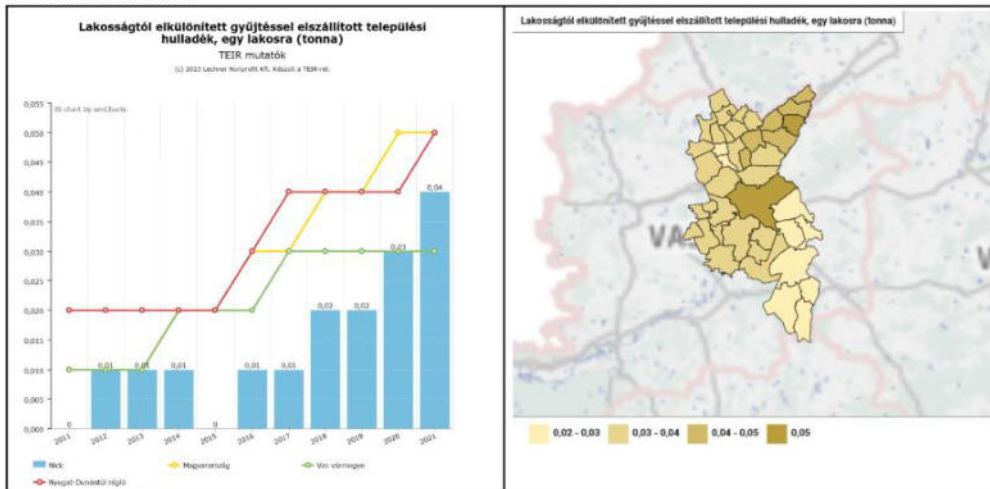 Lakosságtól elkülönített gyűjtéssel elszállított települési
hulladék, egy lakosra (tonna)
TEIR mutatók
(c) 2023 Lechner Nonprofit Kft. Készült a TEIR-rel.
JS chart by amCharts
0,055
0,050
0,045
0,040
0,035
0,030
0,025
0,020
0,015
0,010
0,005
0,000
0
0,01
0,01
0,01
0
0,01
0,01
0,02
0,02
0,03
0,04
2011
2012
2013
2014
2015
2016
2017
2018
2019
2020
2021
Nick
Magyarország
Vas vármegye
Nyugat-Dunántúl régió
Lakosságtól elkülönített gyűjtéssel elszállított települési hulladék, egy lakosra (tonna)
VAS
V
0,02 - 0,03
0,03 - 0,04
0,04 - 0,05
0,05